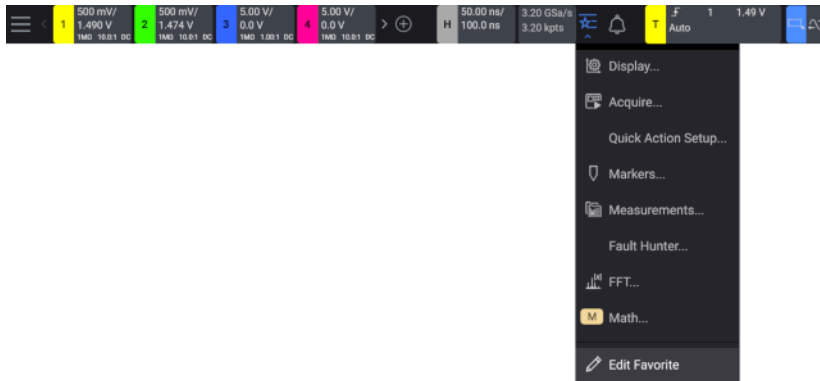 1 500 mV/ 1.490 V 1MΩ 10.0:1 DC
2 500 mV/ 1.474 V 1MΩ 10.0:1 DC
3 5.00 V/ 0.0 V 1MΩ 1.00:1 DC
4 5.00 V/ 0.0 V 1MΩ 10.0:1 DC
H 50.00 ns/ 100.0 ns
3.20 GSa/s
3.20 kpts
T 1 1.49 V
Auto
Display...
Acquire...
Quick Action Setup...
Markers...
Measurements...
Fault Hunter...
FFT...
M Math...
Edit Favorite